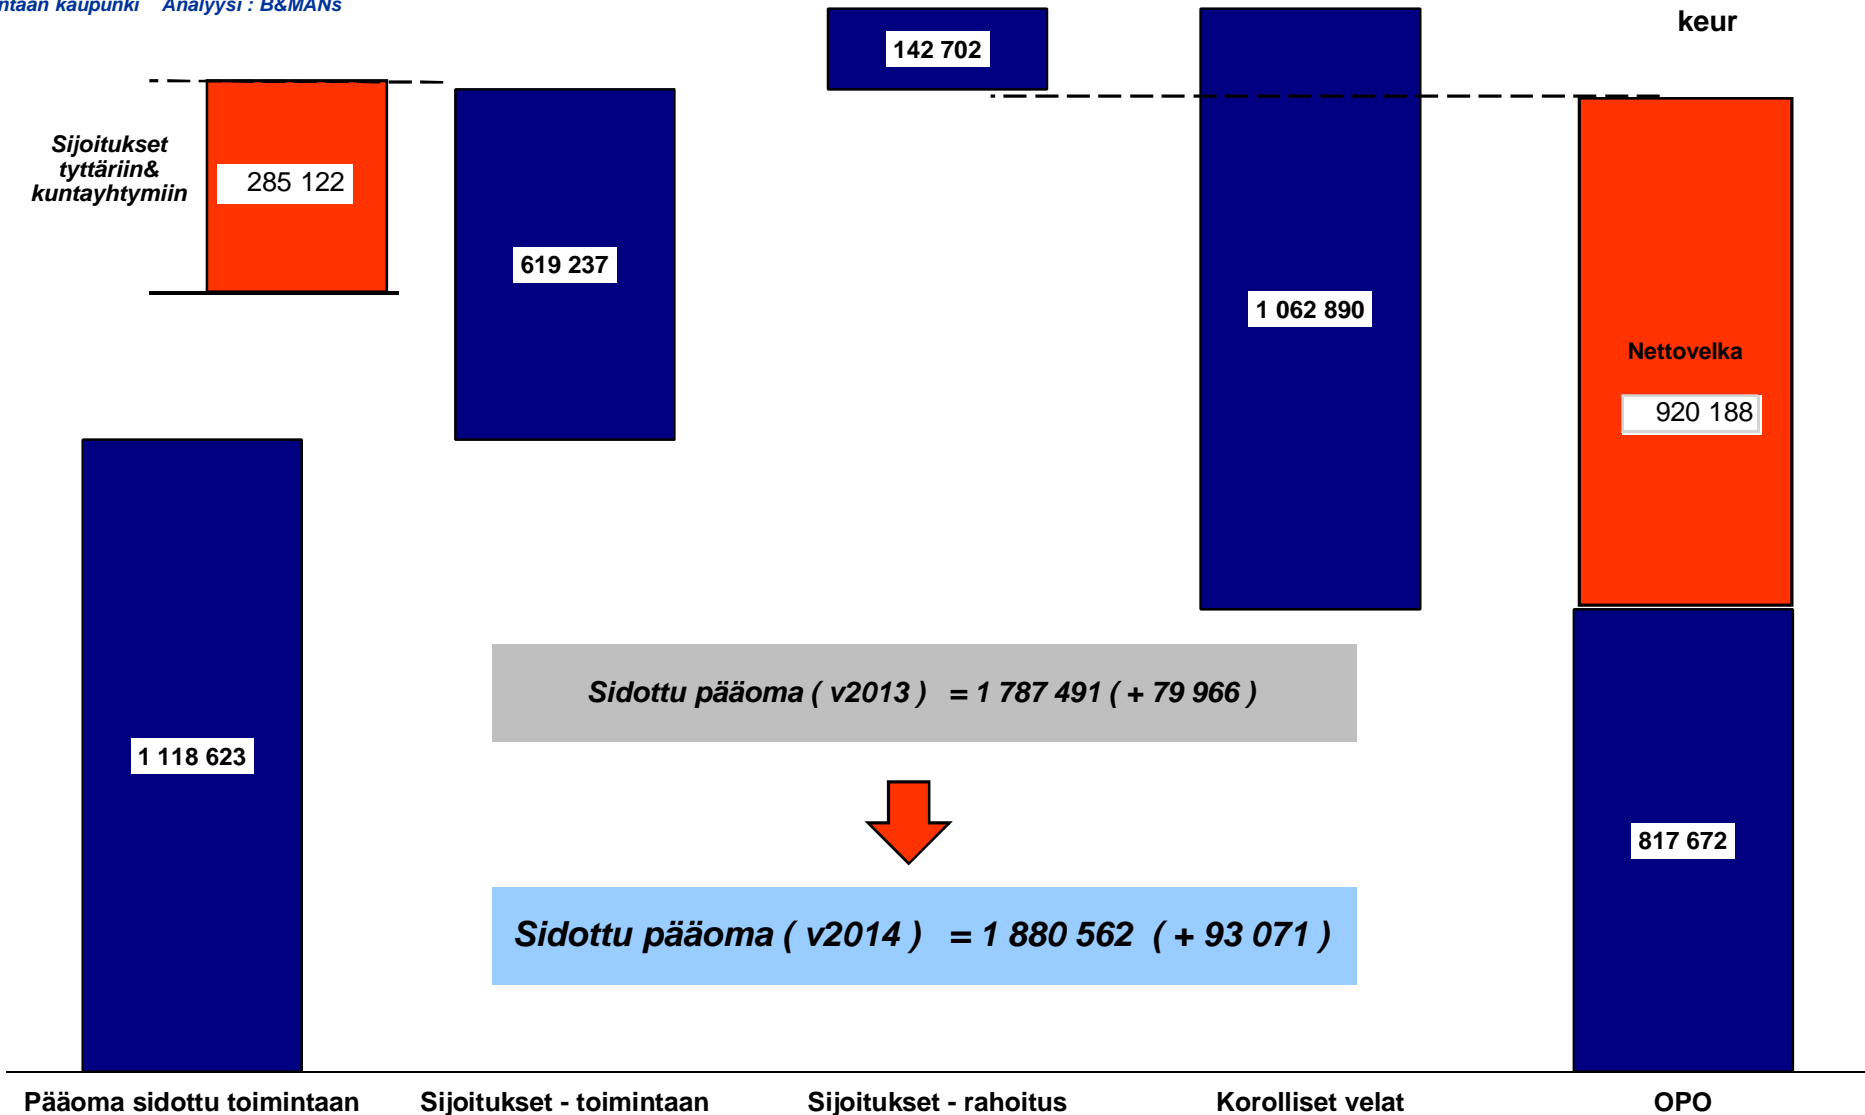 kaupunki Analyysi : B&MANs
keur
142 702
Sijoitukset
tyttäriin&
kuntayhtymiin
285 122
619 237
1 062 890
Nettovelka
920 188
Sidottu pääoma ( v2013 ) = 1 787 491 ( + 79 966 )
1 118 623
817 672
Sidottu pääoma ( v2014 ) = 1 880 562 ( + 93 071 )
Pääoma sidottu toimintaan
Sijoitukset - toimintaan
Sijoitukset - rahoitus
Korolliset velat
OPO